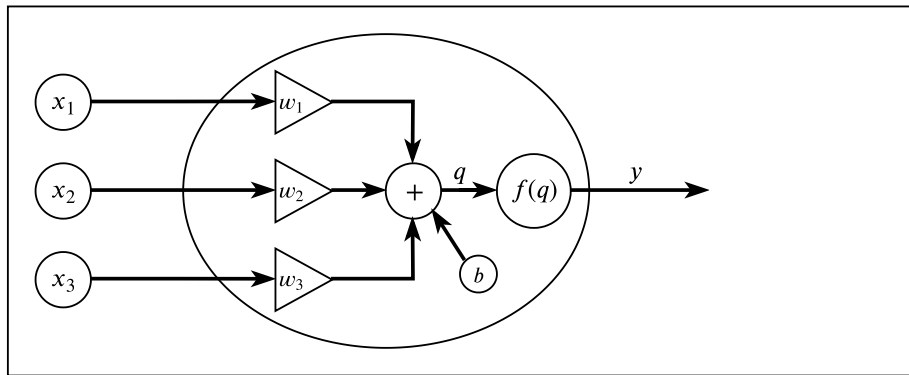 x₁ w₁
x₂ w₂ + q f(q) y
x₃ w₃ b